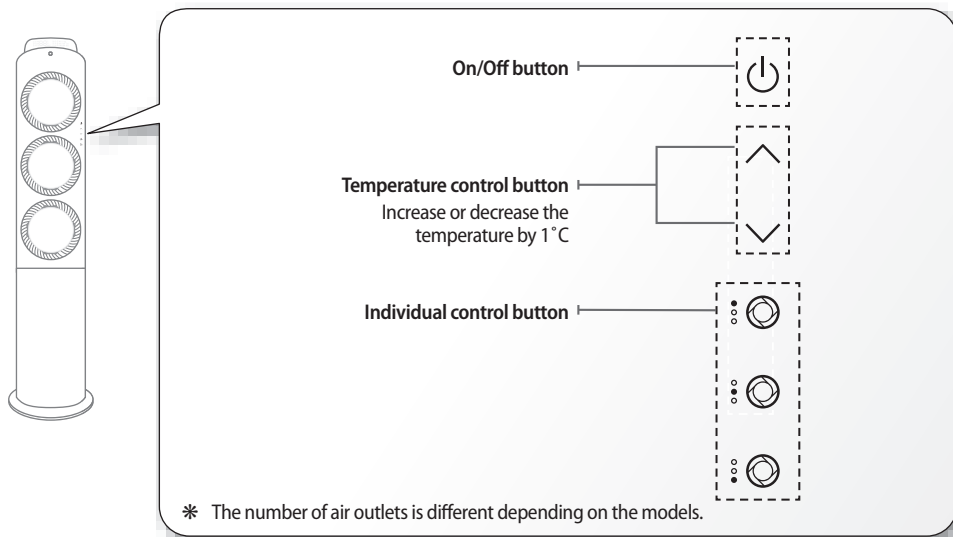 On/Off button
Temperature control button
Increase or decrease the
temperature by 1˚C
Individual control button
❋ The number of air outlets is different depending on the models.